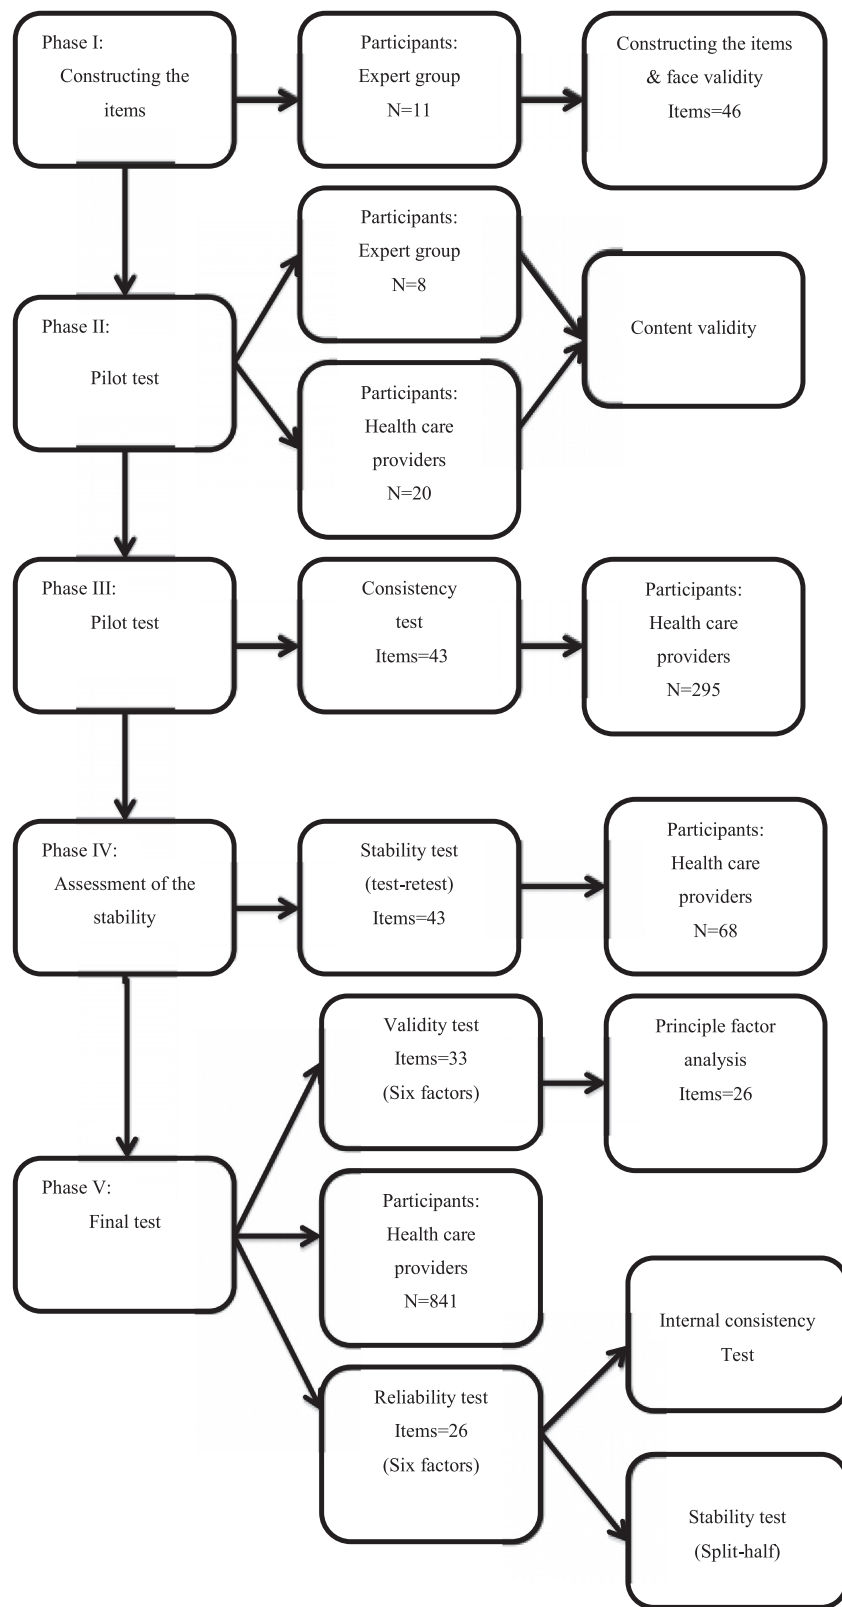 Phase I:
Constructing the
items
Participants:
Expert group
N=11
Constructing the items
& face validity
Items=46
Phase II:
Pilot test
Participants:
Expert group
N=8
Participants:
Health care
providers
N=20
Content validity
Phase III:
Pilot test
Consistency
test
Items=43
Participants:
Health care
providers
N=295
Phase IV:
Assessment of the
stability
Stability test
(test-retest)
Items=43
Participants:
Health care
providers
N=68
Phase V:
Final test
Validity test
Items=33
(Six factors)
Principle factor
analysis
Items=26
Participants:
Health care
providers
N=841
Reliability test
Items=26
(Six factors)
Internal consistency
Test
Stability test
(Split-half)